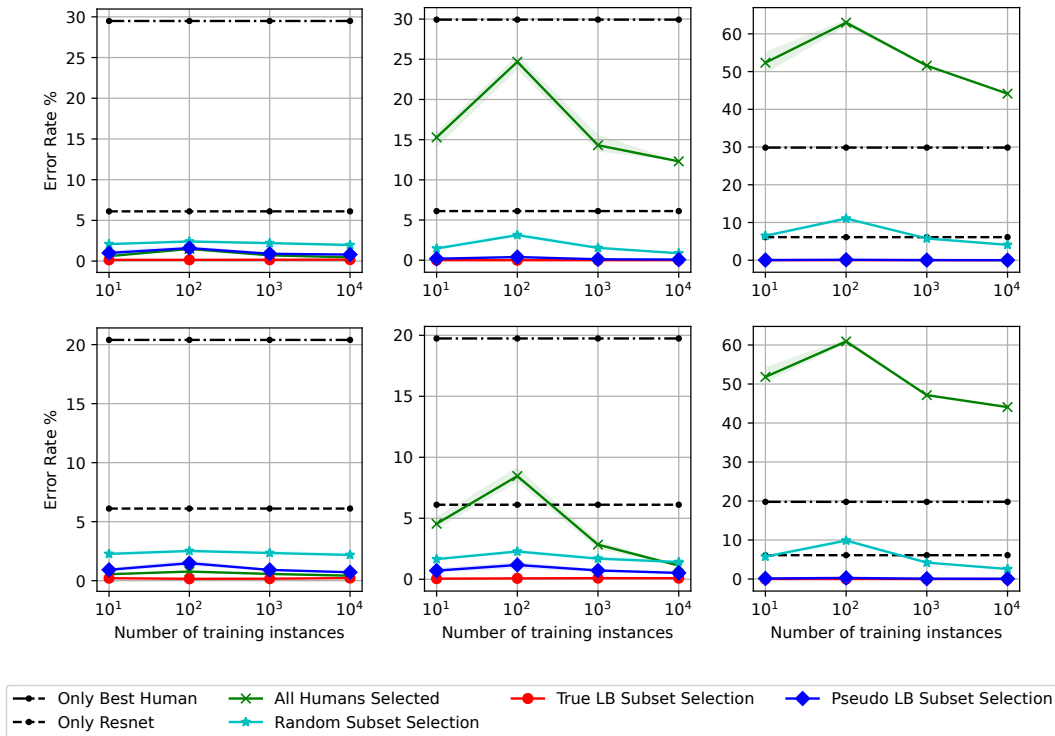 30
25
20
15
10
5
0
Error Rate %
10¹ 10² 10³ 10⁴
30
25
20
15
10
5
0
10¹ 10² 10³ 10⁴
60
50
40
30
20
10
0
10¹ 10² 10³ 10⁴
20
15
10
5
0
Error Rate %
10¹ 10² 10³ 10⁴
Number of training instances
20
15
10
5
0
10¹ 10² 10³ 10⁴
Number of training instances
60
50
40
30
20
10
0
10¹ 10² 10³ 10⁴
Number of training instances
Only Best Human All Humans Selected True LB Subset Selection Pseudo LB Subset Selection
Only Resnet Random Subset Selection